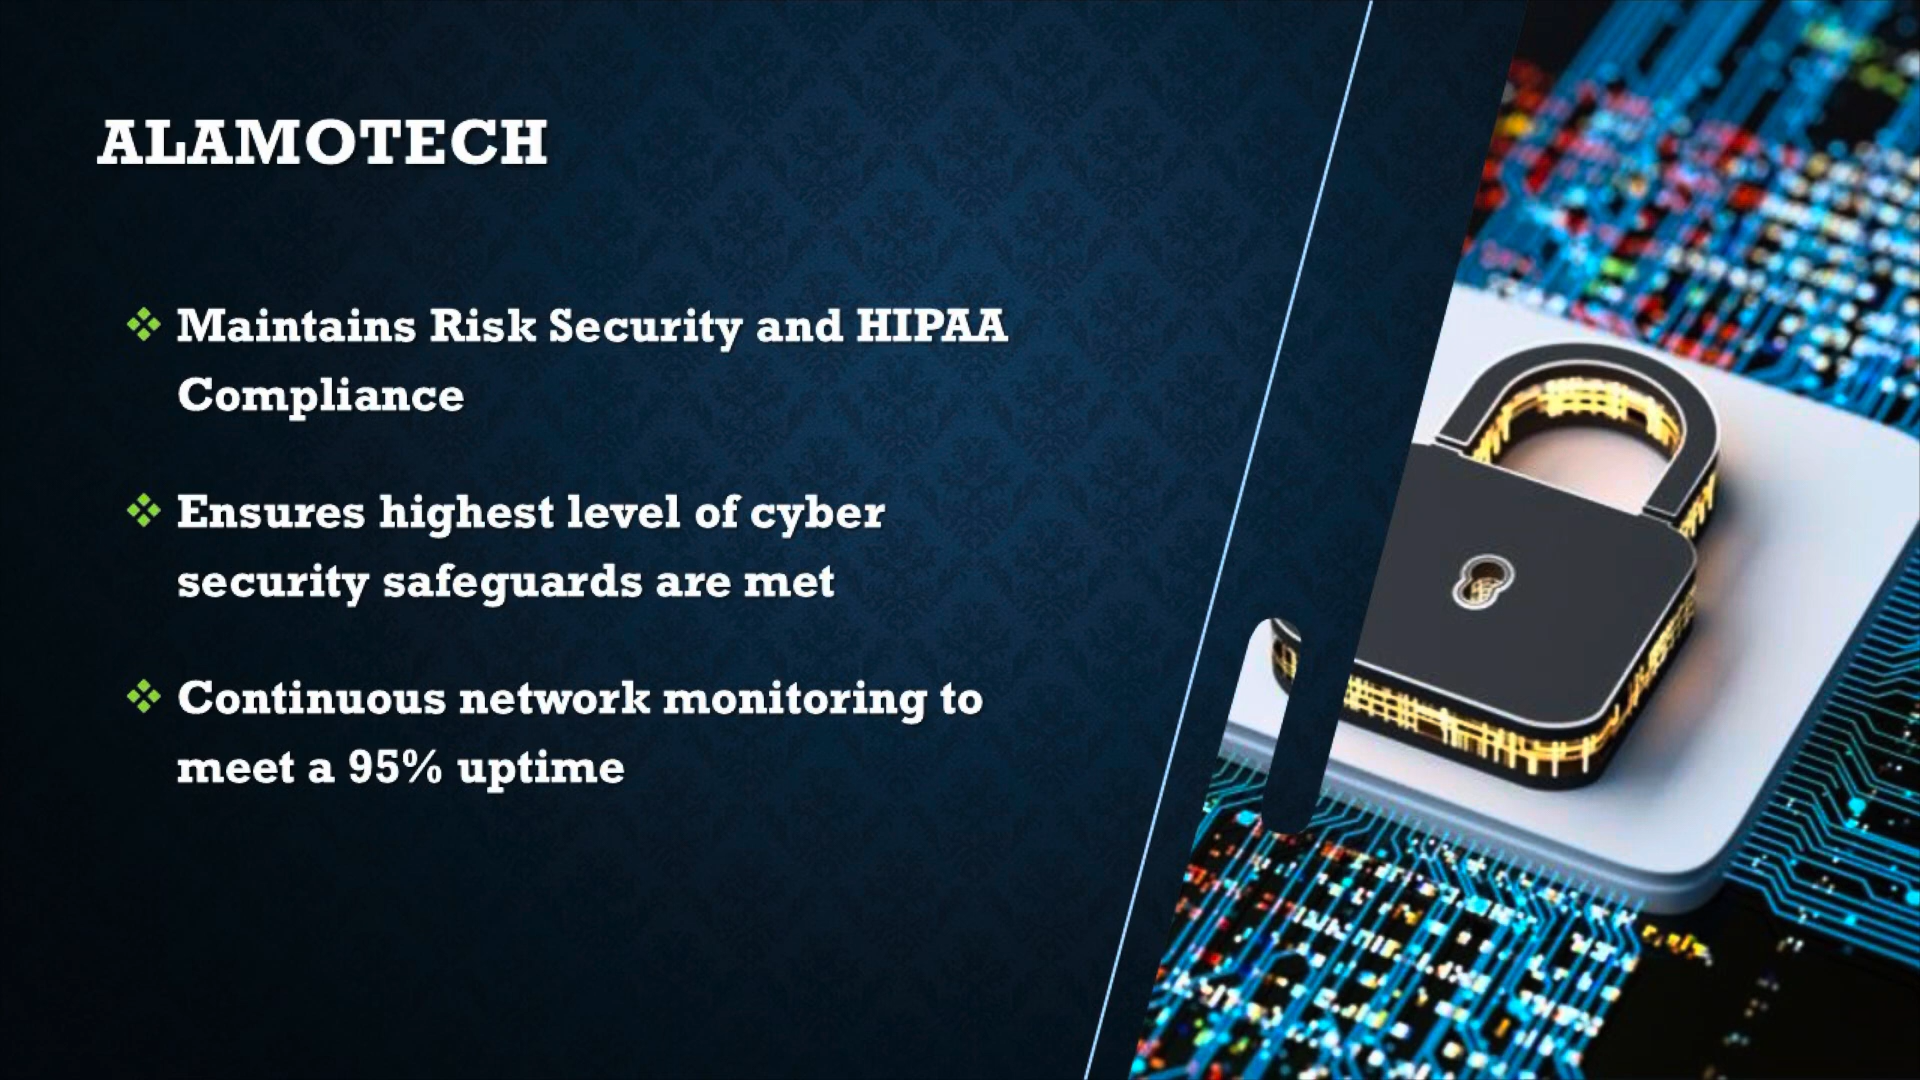 ALAMOTECH
Maintains Risk Security and HIPAA
Compliance
Ensures highest level of cyber
security safeguards are met
Continuous network monitoring to
meet a 95% uptime